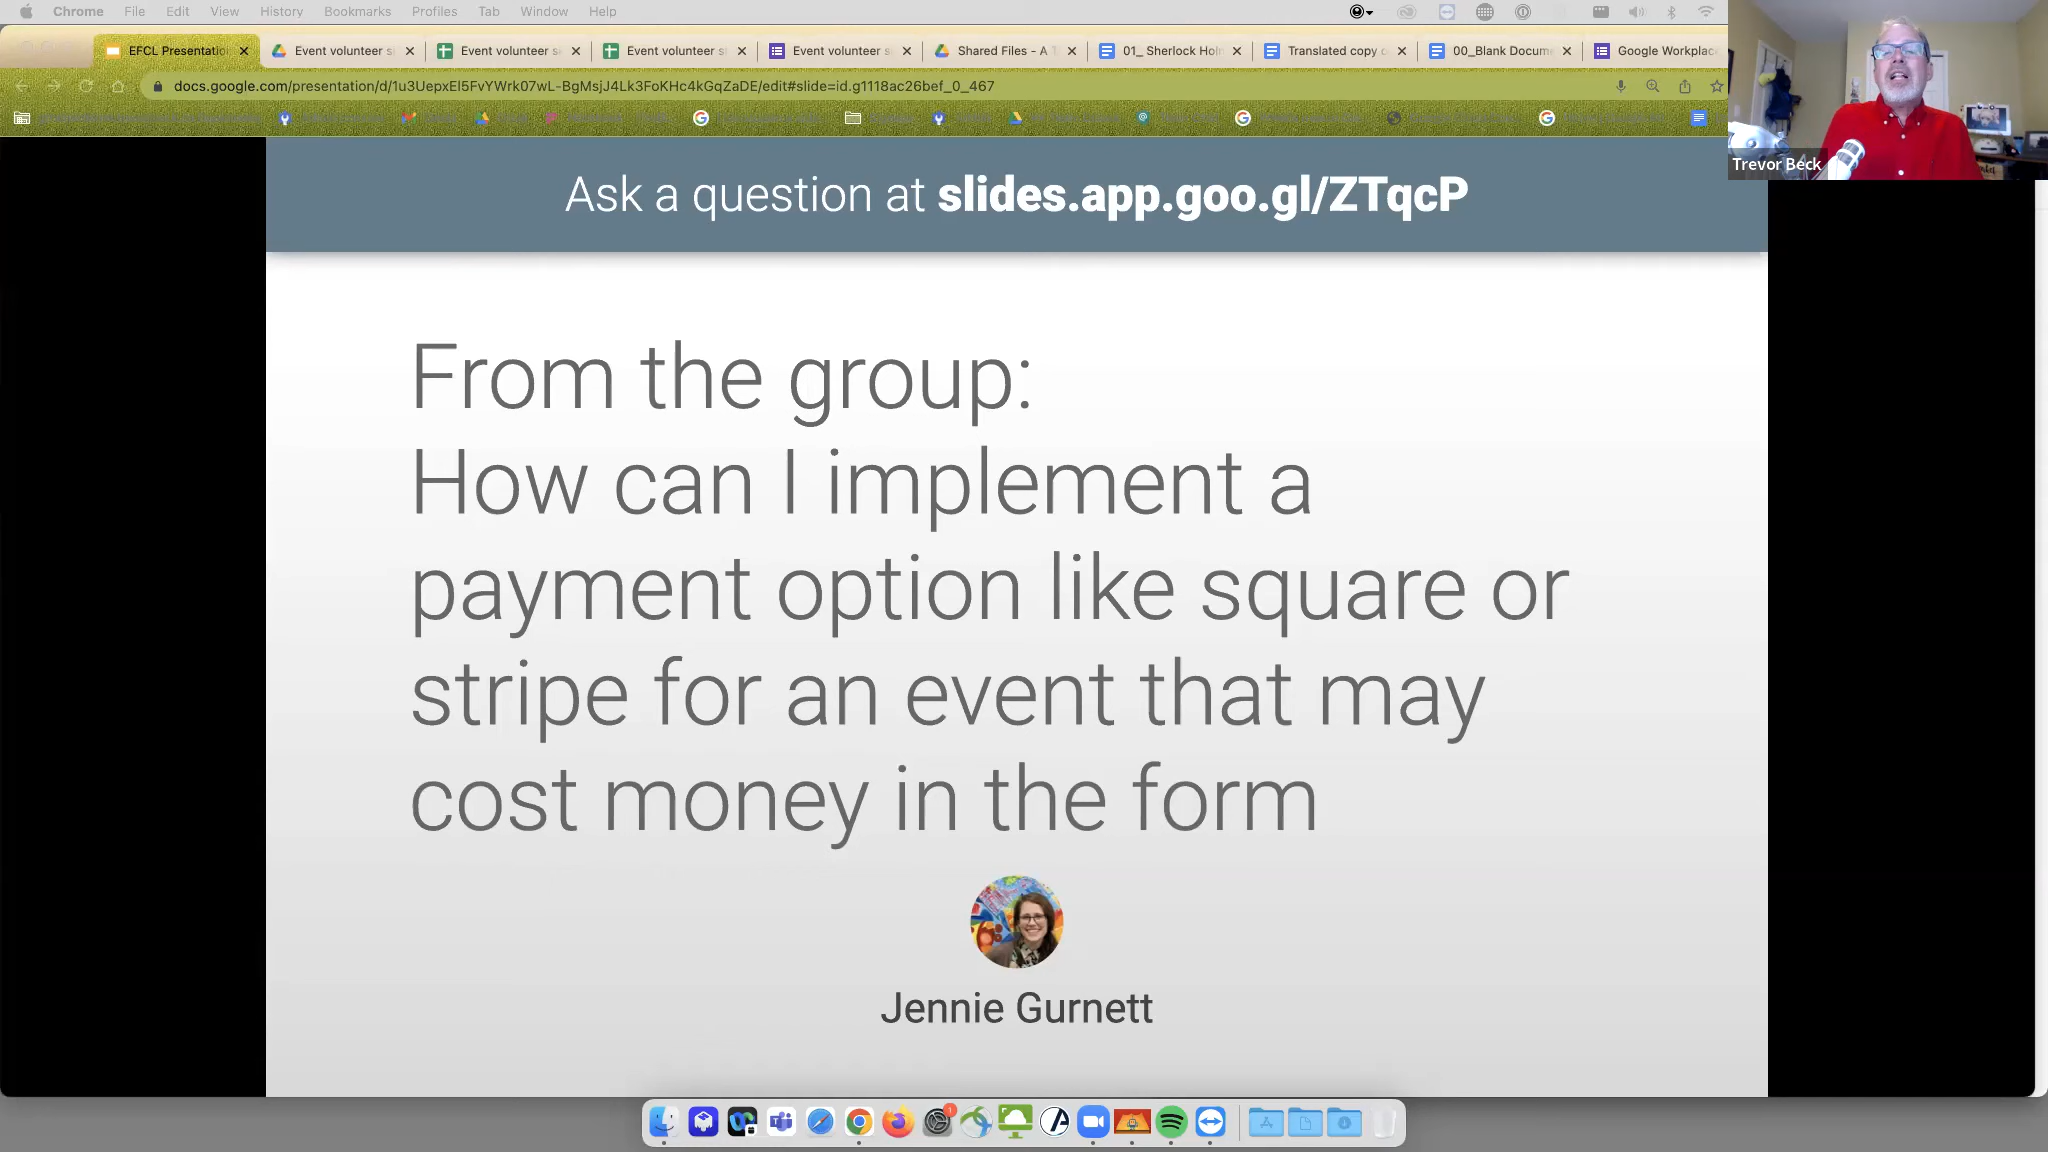 Chrome File Edit View History Bookmarks Profiles Tab Window Help
EFCL Presentatio Event volunteer s Event volunteer s Event volunteer s Event volunteer s Shared Files - A T 01_ Sherlock Hol Translated copy 00_Blank Docum Google Workplac
docs.google.com/presentation/d/1u3UepxEI5FvYWrk07wL-BgMsjJ4Lk3FoKHc4kGqZaDE/edit#slide=id.g1118ac26bef_0_467
Trevor Beck
Ask a question at slides.app.goo.gl/ZTqcP
From the group:
How can I implement a
payment option like square or
stripe for an event that may
cost money in the form
Jennie Gurnett